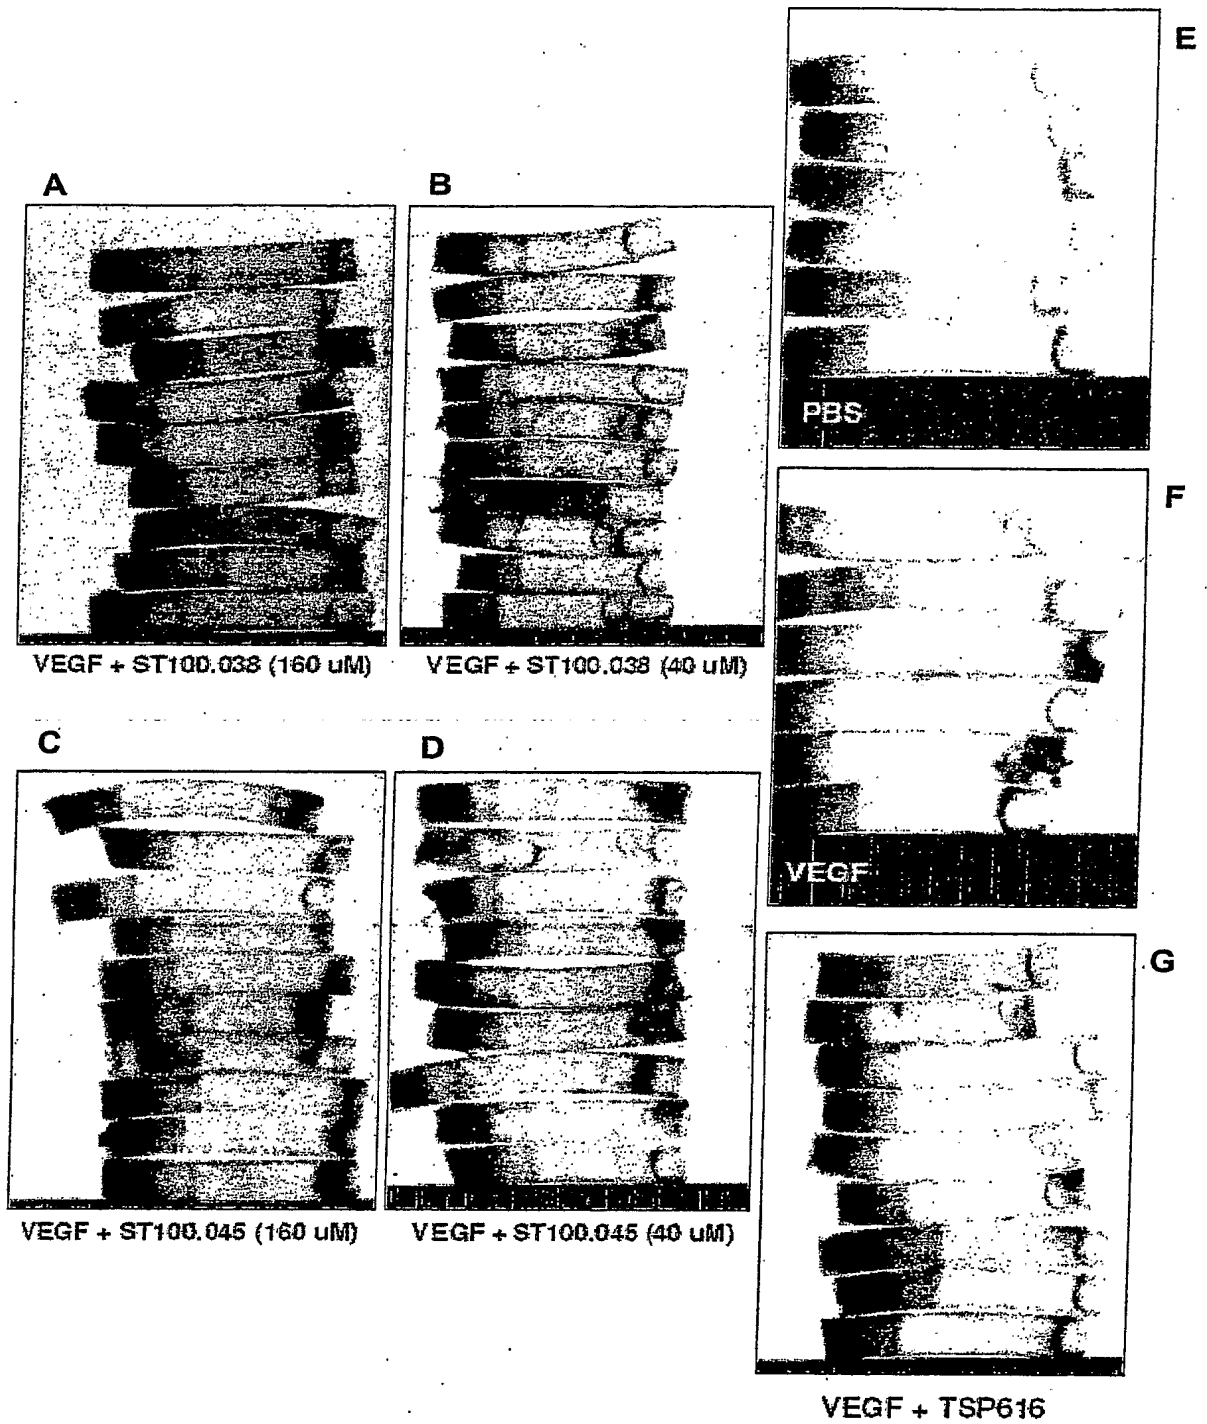 E
A
B
PBS
F
VEGF + ST100.038 (160 uM)
VEGF + ST100.038 (40 uM)
C
D
VEGF
G
VEGF + ST100.045 (160 uM)
VEGF + ST100.045 (40 uM)
VEGF + TSP616